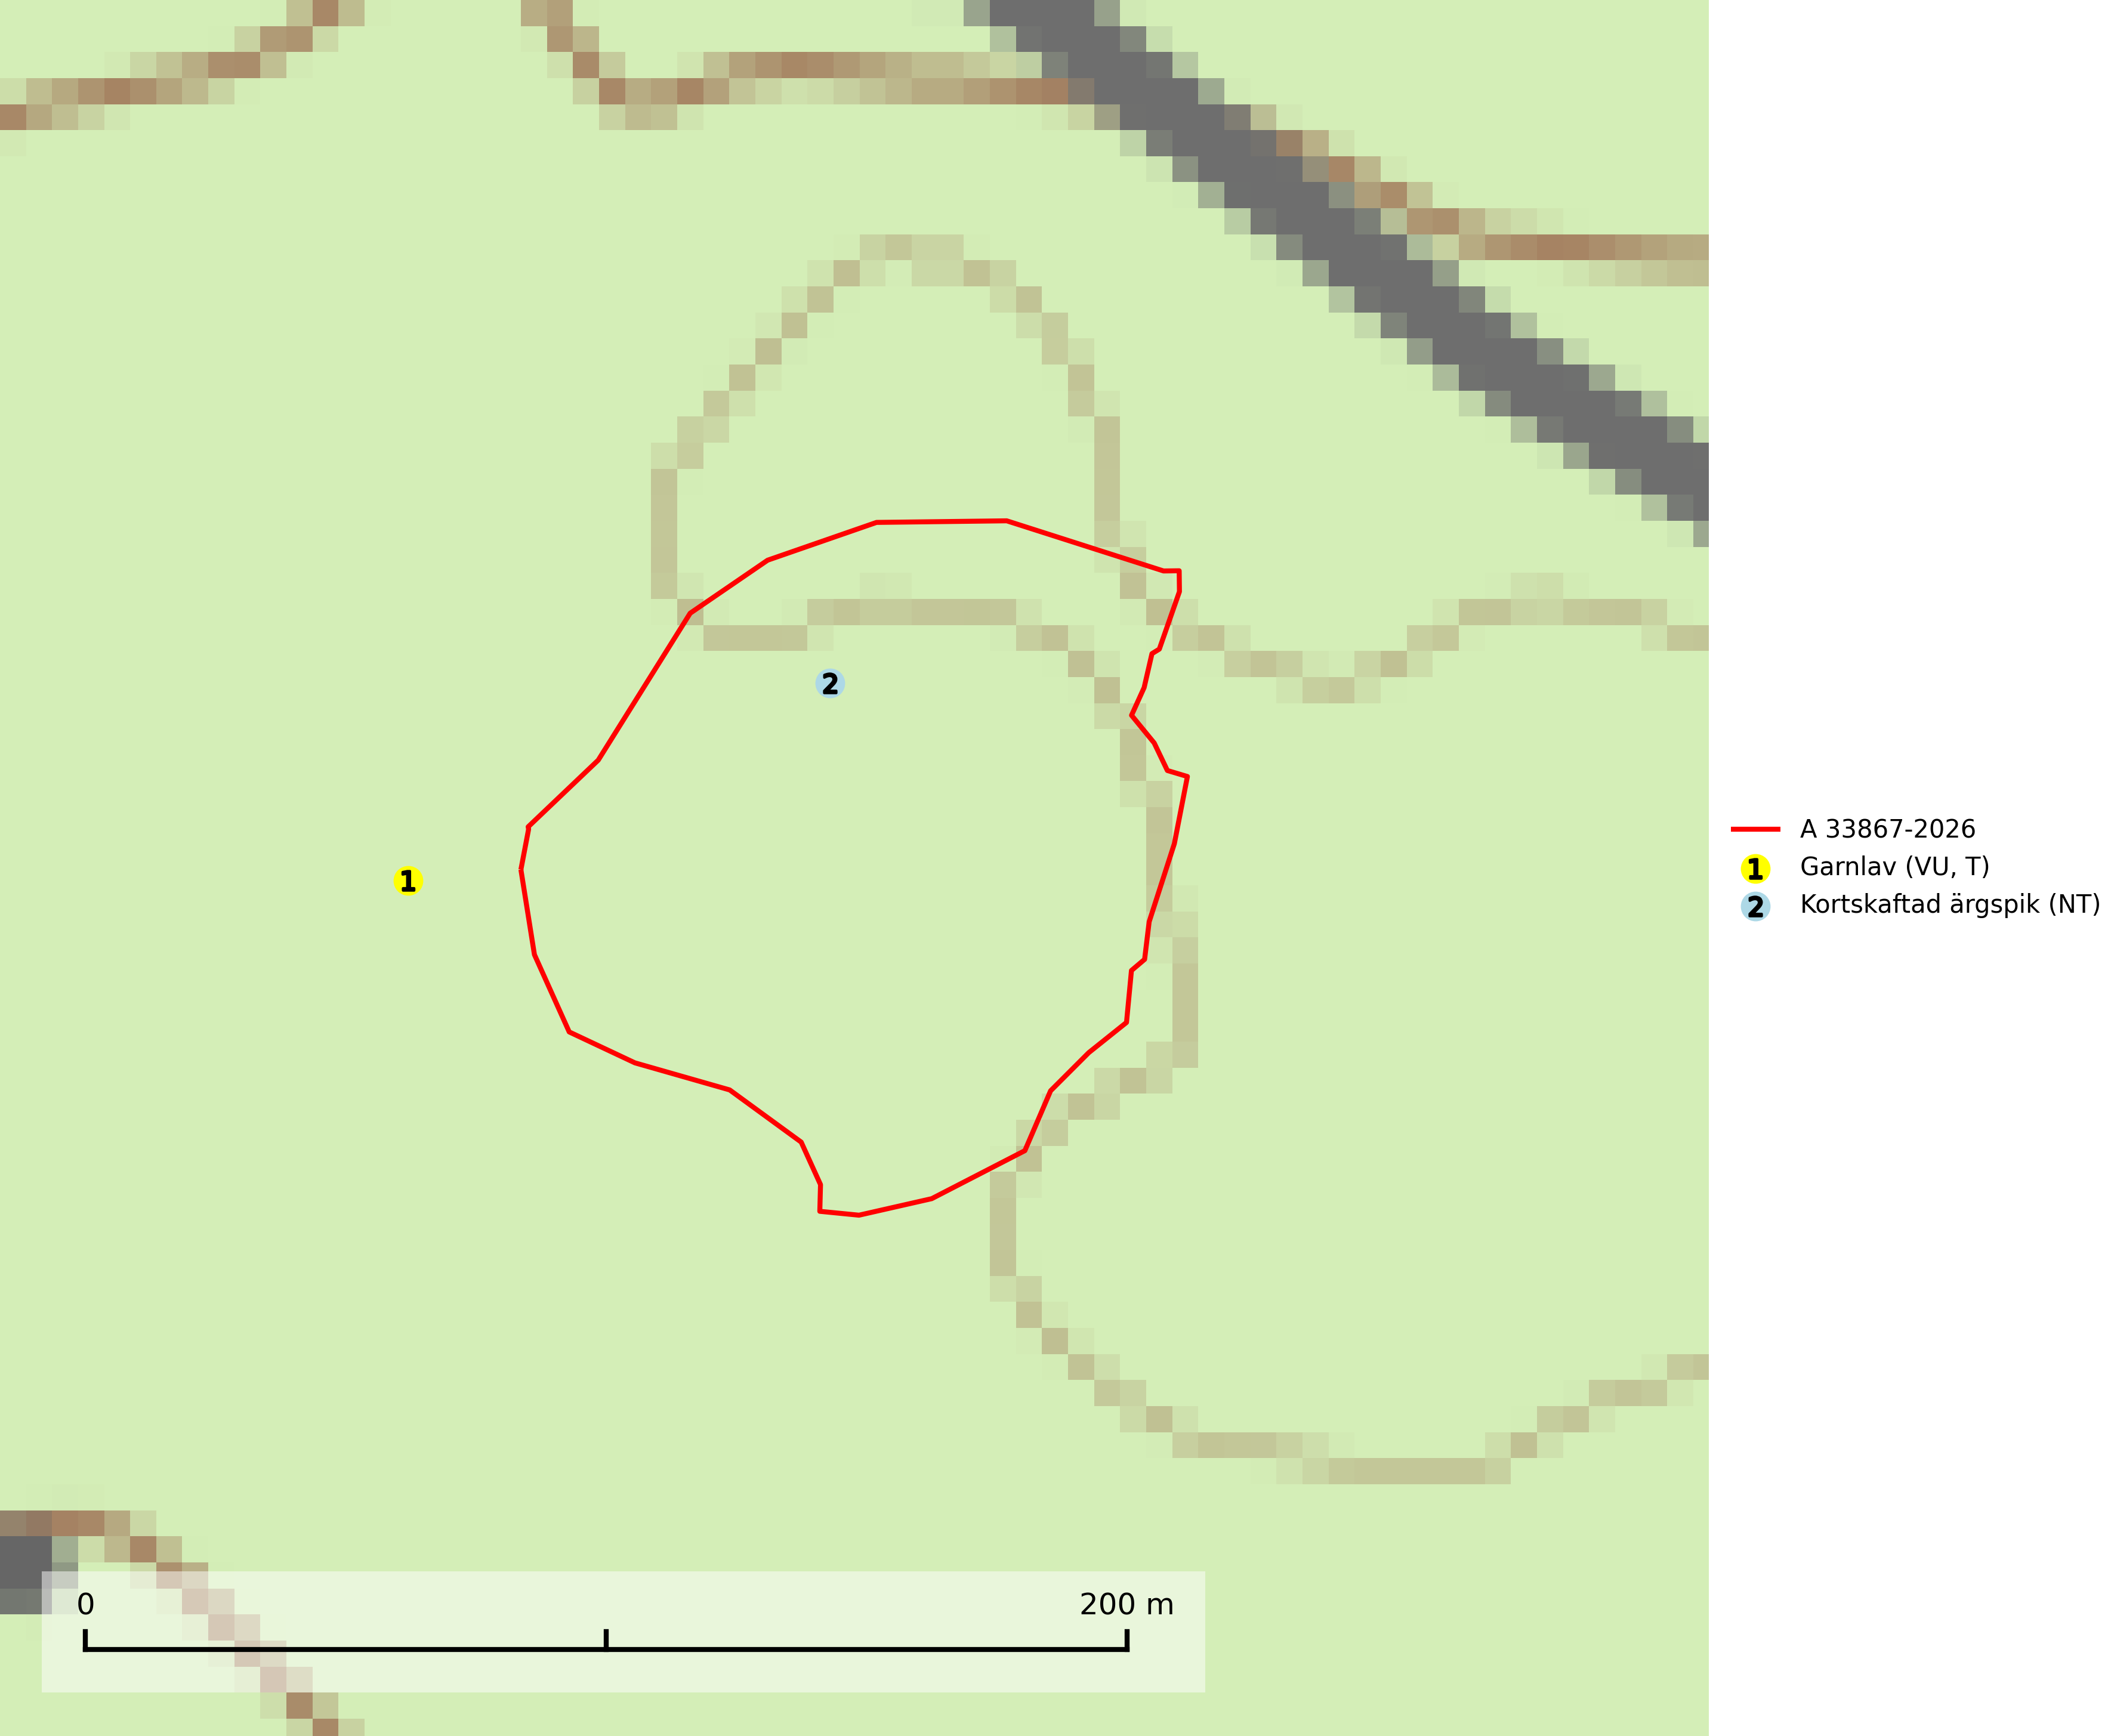 2
1
0
200 m
A 33867-2026
1 Garnlav (VU, T)
2 Kortskaftad ärgspik (NT)